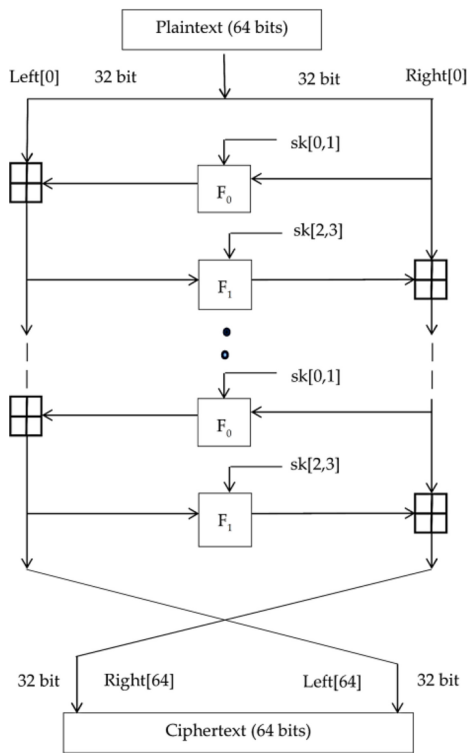 Plaintext (64 bits)
Left[0] 32 bit 32 bit Right[0]
sk[0,1]
F0
sk[2,3]
F1
sk[0,1]
F0
sk[2,3]
F1
32 bit Right[64] Left[64] 32 bit
Ciphertext (64 bits)